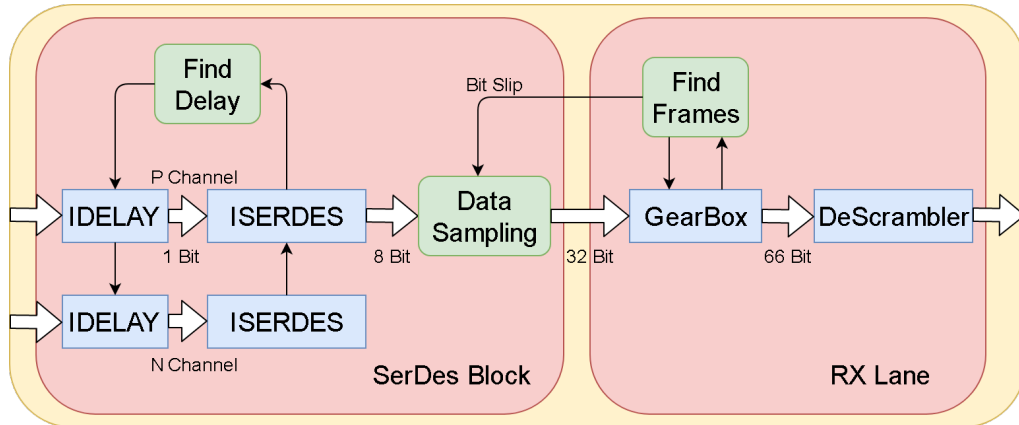 Find
Delay
Bit Slip
Find
Frames
P Channel
IDELAY
ISERDES
Data
Sampling
GearBox
DeScrambler
1 Bit
8 Bit
32 Bit
66 Bit
IDELAY
ISERDES
N Channel
SerDes Block
RX Lane